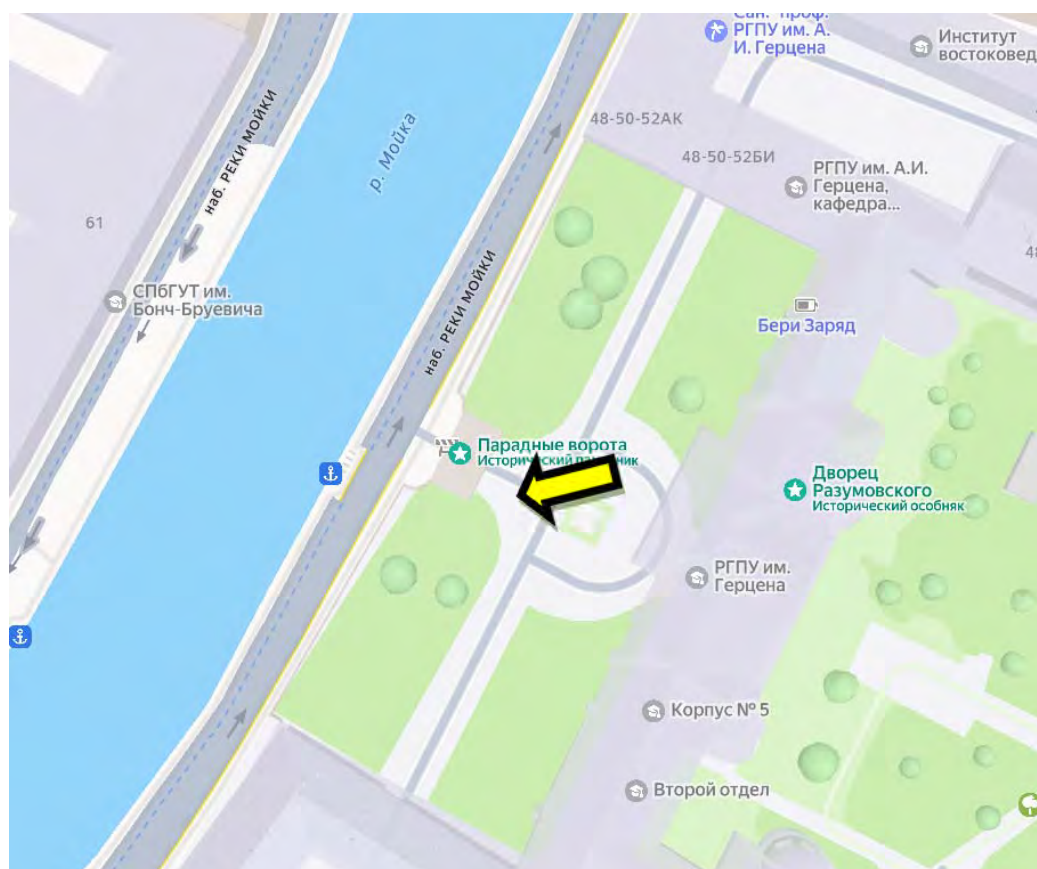 Сан.-проф.
РГПУ им. А.
И. Герцена
Институт
востоковед
48-50-52АК
48-50-52БИ
РГПУ им. А.И.
Герцена,
кафедра...
наб. РЕКИ МОЙКИ
р. Мойка
61
СПбГУТ им.
Бонч-Бруевича
наб. РЕКИ МОЙКИ
Бери Заряд
Парадные ворота
Исторический памятник
Дворец
Разумовского
Исторический особняк
РГПУ им.
Герцена
Корпус № 5
Второй отдел